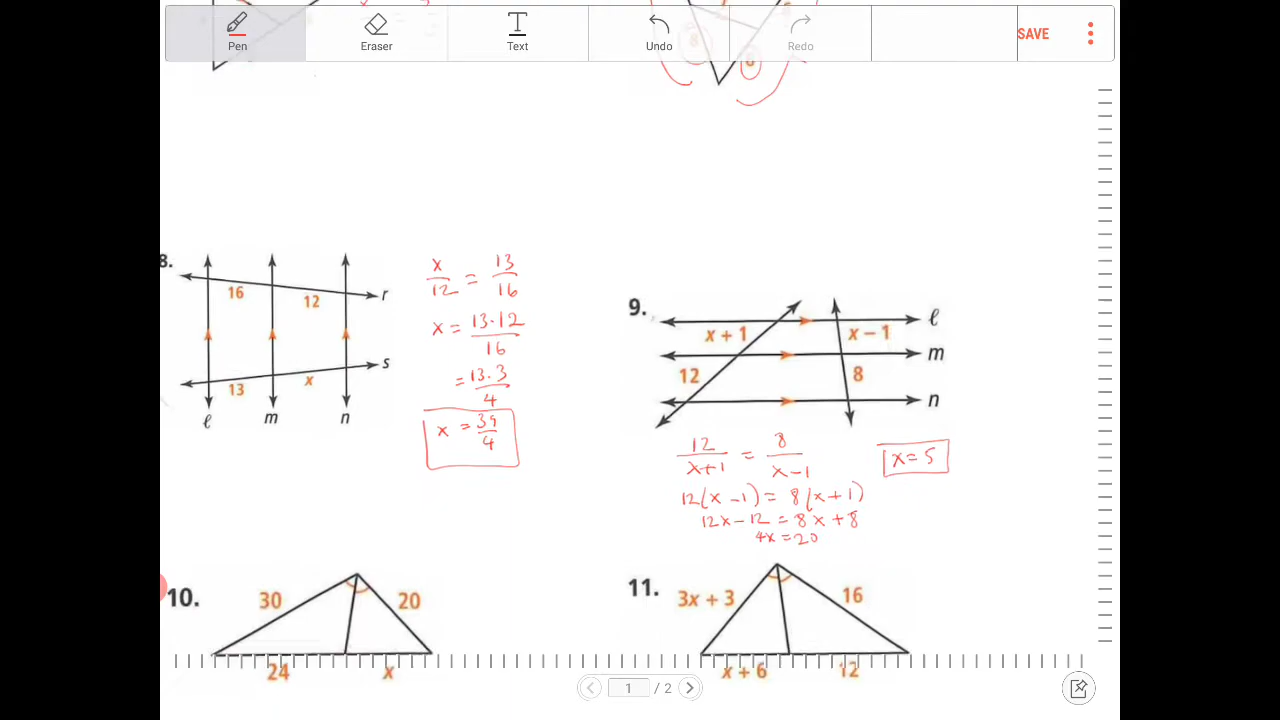 Pen
Eraser
Text
Undo
Redo
SAVE
8
6
8.
16
12
r
13
x
s
ℓ
m
n
x/12 = 13/16
x = 13·12/16
= 13·3/4
x = 39/4
9.
x + 1
x − 1
12
8
ℓ
m
n
12/x+1 = 8/x−1
x = 5
12(x − 1) = 8(x + 1)
12x − 12 = 8x + 8
4x = 20
10.
30
20
24
x
11.
3x + 3
16
x + 6
12
1 / 2